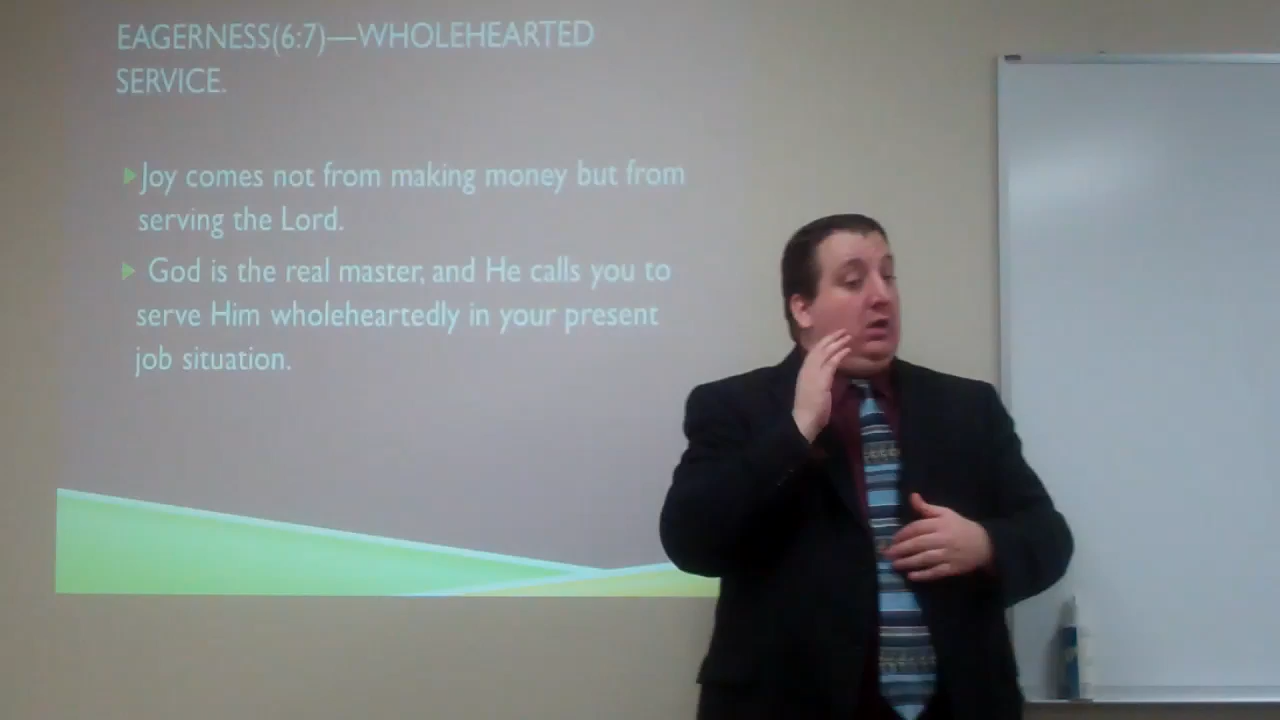 EAGERNESS(6:7)—WHOLEHEARTED
SERVICE.
Joy comes not from making money but from
serving the Lord.
God is the real master, and He calls you to
serve Him wholeheartedly in your present
job situation.